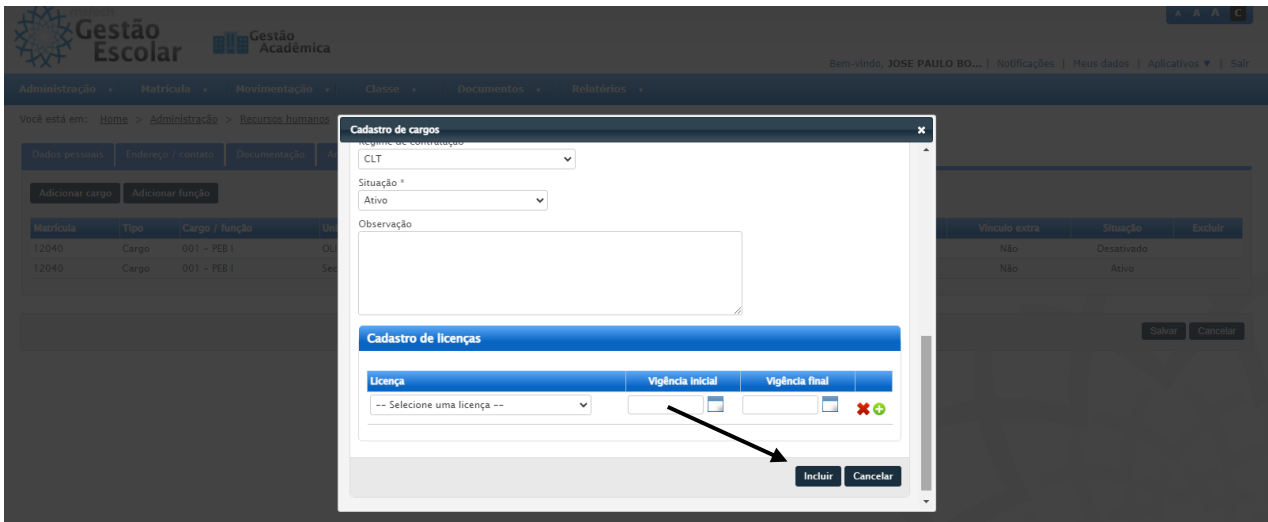 Gestão
Escolar
Gestão
Acadêmica
A A A C
Bem-vindo, JOSE PAULO BO... | Notificações | Meus dados | Aplicativos ▼ | Sair
Administração Matrícula Movimentação Classe Documentos Relatórios
Você está em: Home > Administração > Recursos humanos
Cadastro de cargos
Dados pessoais Endereço / contato Documentação
Regime de contratação
CLT
Situação *
Ativo
Adicionar cargo Adicionar função
Observação
Matrícula Tipo Cargo / função Vínculo extra Situação Excluir
12040 Cargo 001 - PEB I Não Desativado
12040 Cargo 001 - PEB I Não Ativo
Cadastro de licenças
Salvar Cancelar
Licença Vigência inicial Vigência final
-- Selecione uma licença --
Incluir Cancelar